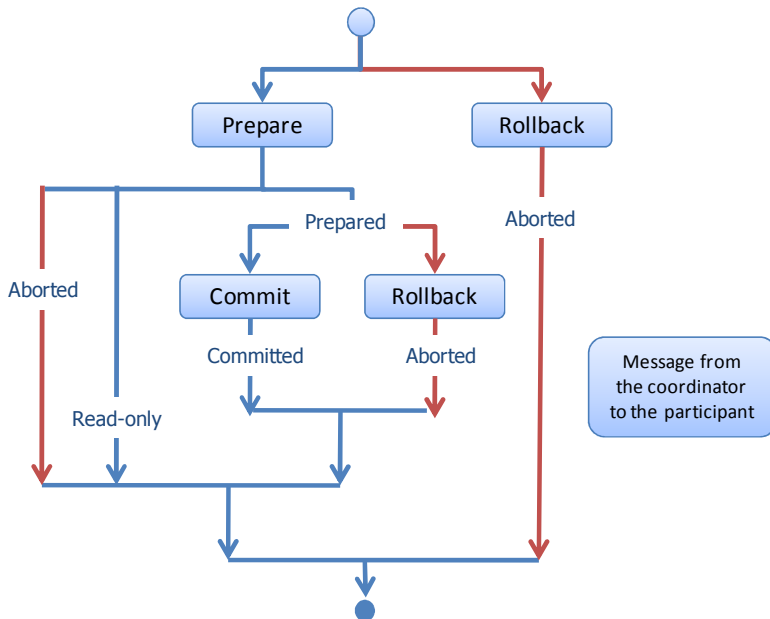 Prepare
Rollback
Prepared
Aborted
Aborted
Commit
Rollback
Committed
Aborted
Read-only
Message from
the coordinator
to the participant